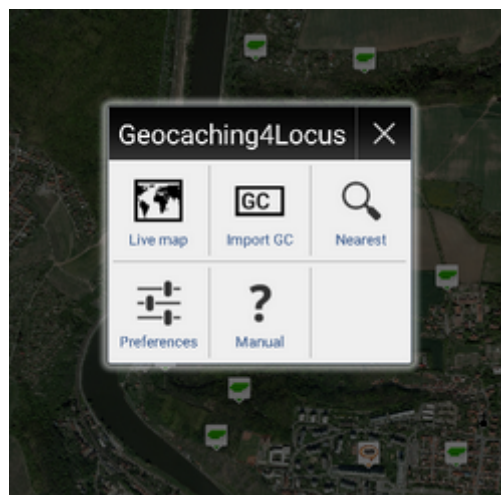 Geocaching4Locus
GC
Live map
Import GC
Nearest
?
Preferences
Manual